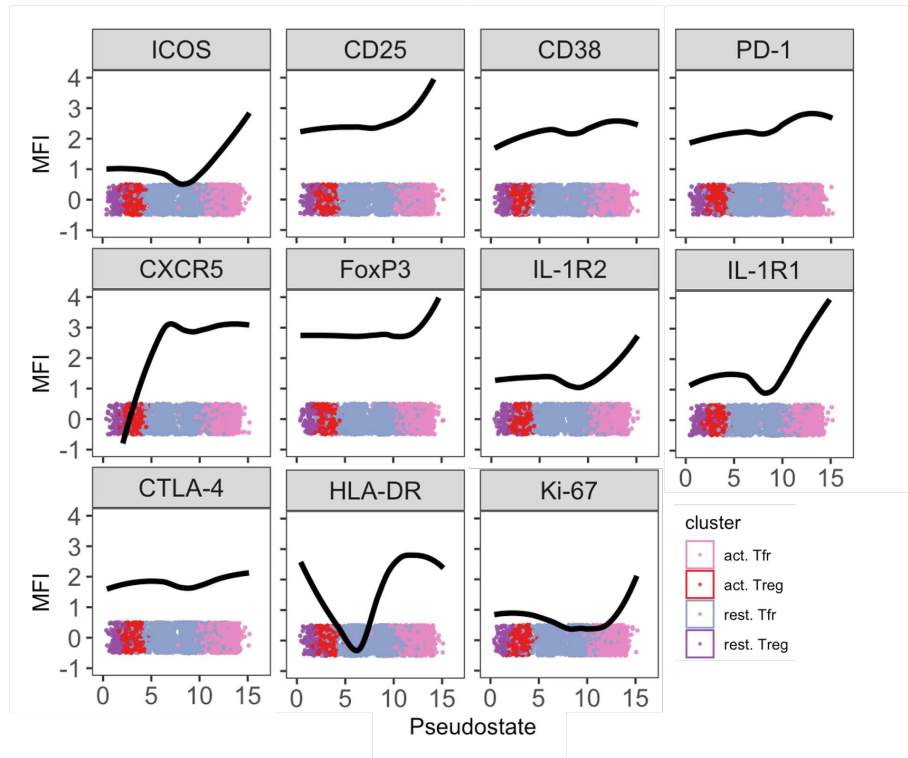 ICOS CD25 CD38 PD-1
4
3
2
1
0
-1
MFI
CXCR5 FoxP3 IL-1R2 IL-1R1
4
3
2
1
0
-1
MFI
0 5 10 15
CTLA-4 HLA-DR Ki-67
4
3
2
1
0
-1
MFI
0 5 10 15 0 5 10 15 0 5 10 15
Pseudostate
cluster
act. Tfr
act. Treg
rest. Tfr
rest. Treg